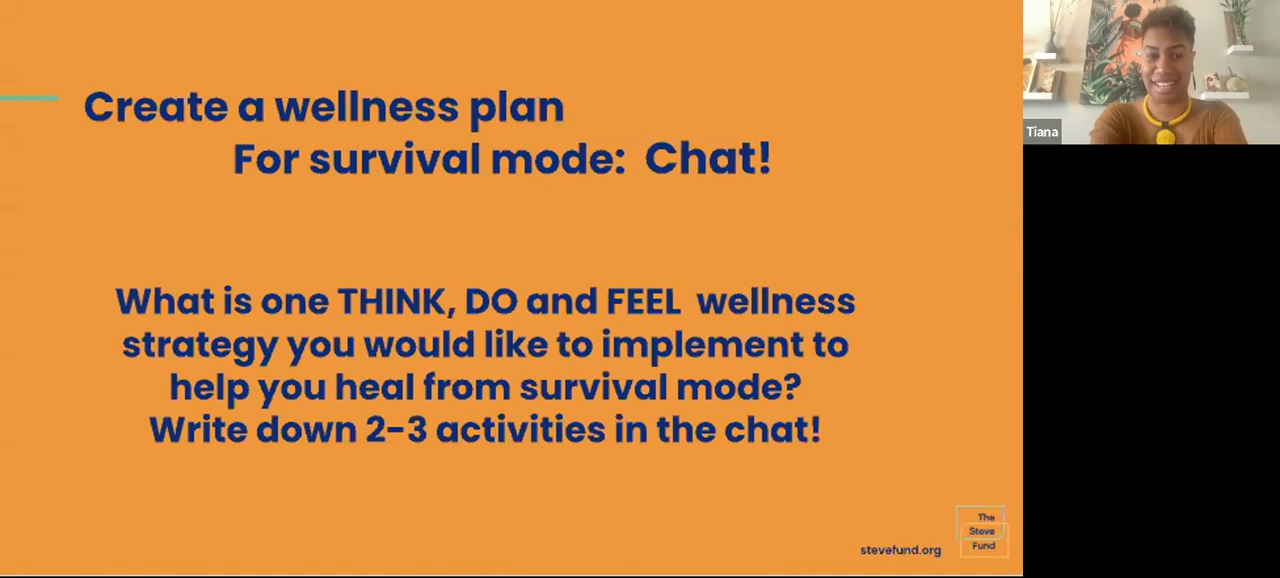 Create a wellness plan
For survival mode: Chat!
What is one THINK, DO and FEEL wellness
strategy you would like to implement to
help you heal from survival mode?
Write down 2-3 activities in the chat!
stevefund.org
The
Steve
Fund
Tiana